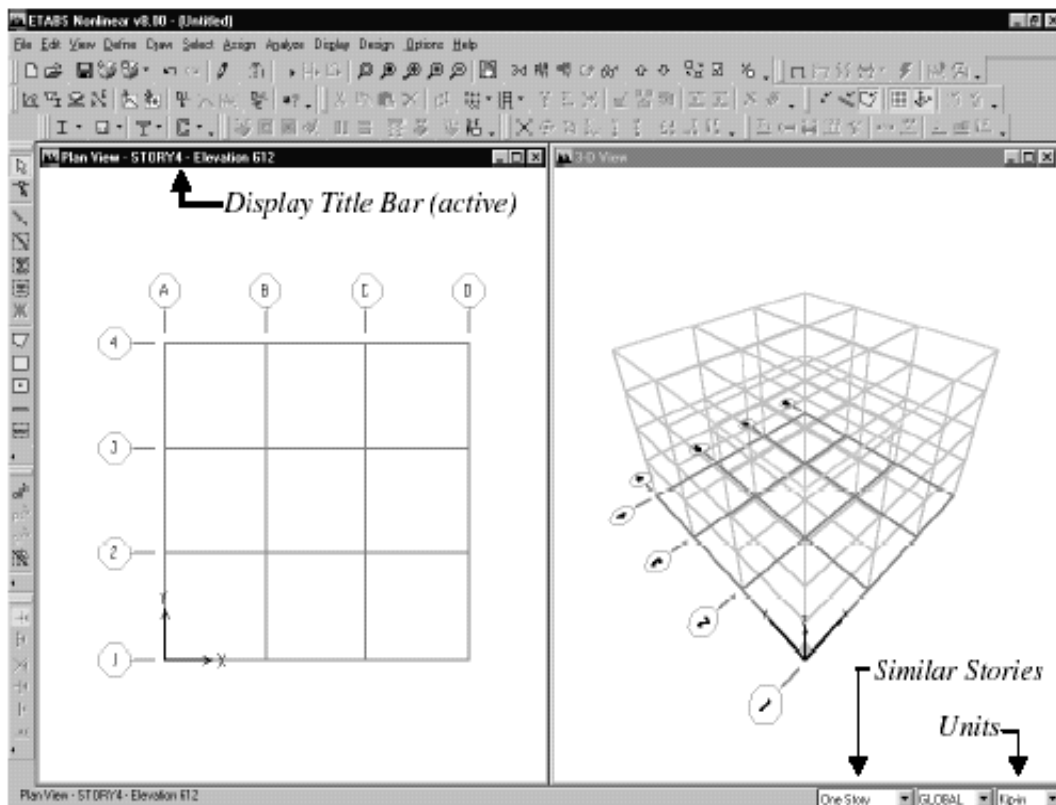 ETABS Nonlinear v8.00 - (Untitled)
File Edit View Define Draw Select Assign Analyze Display Design Options Help
Plan View - STORY4 - Elevation 612
3-D View
Display Title Bar (active)
A B C D
4
3
2
1
Y
X
2
1
Similar Stories
Units
Plan View - STORY4 - Elevation 612
One Story
GLOBAL
Kip-in